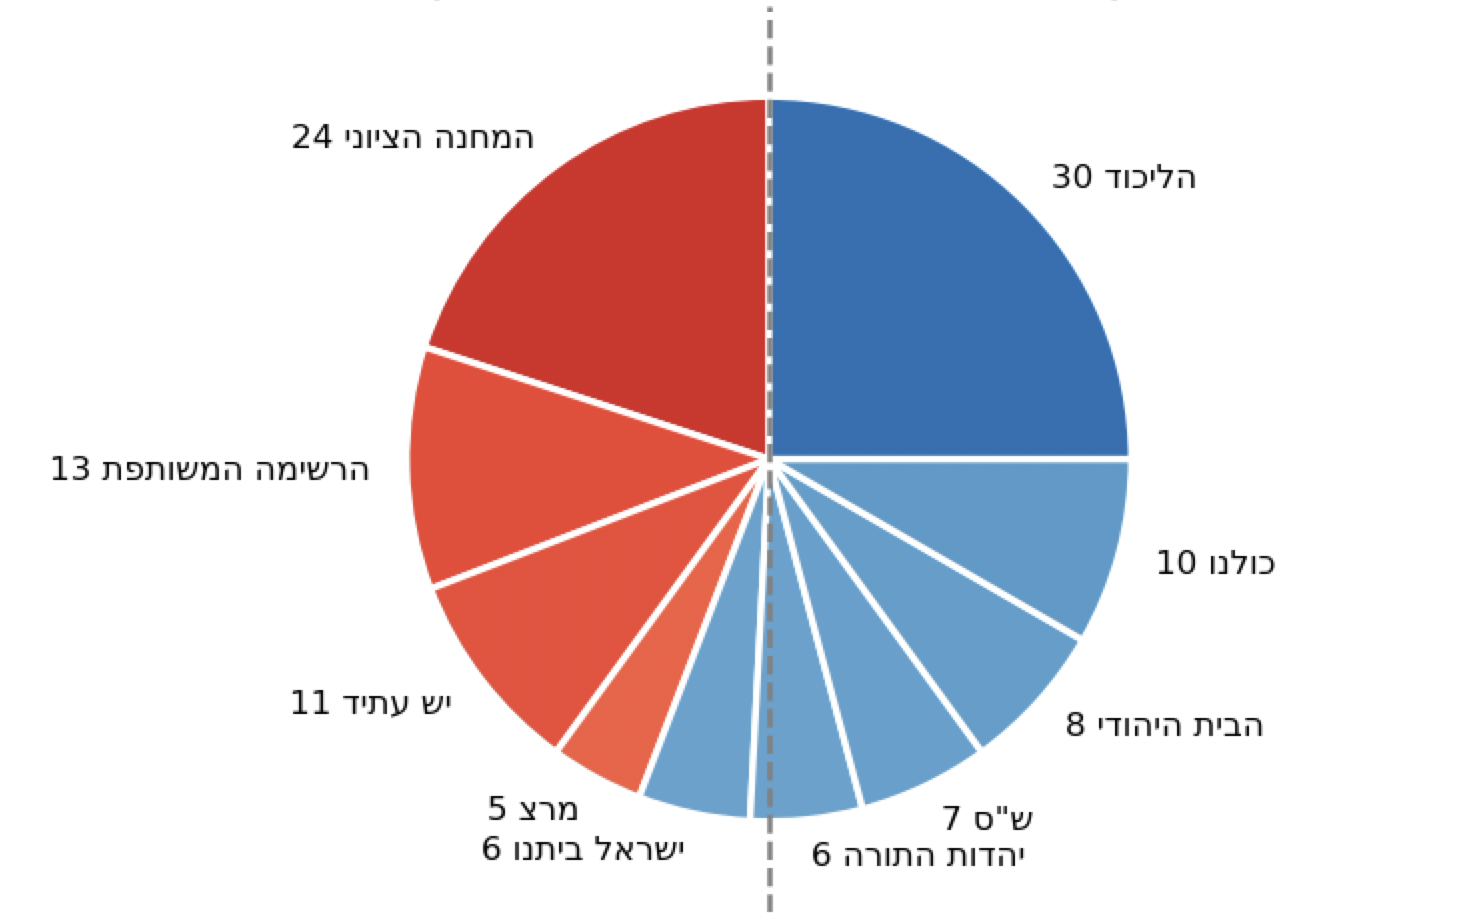 המחנה הציוני 24
הליכוד 30
הרשימה המשותפת 13
כולנו 10
יש עתיד 11
הבית היהודי 8
מרצ 5
ש"ס 7
ישראל ביתנו 6
יהדות התורה 6